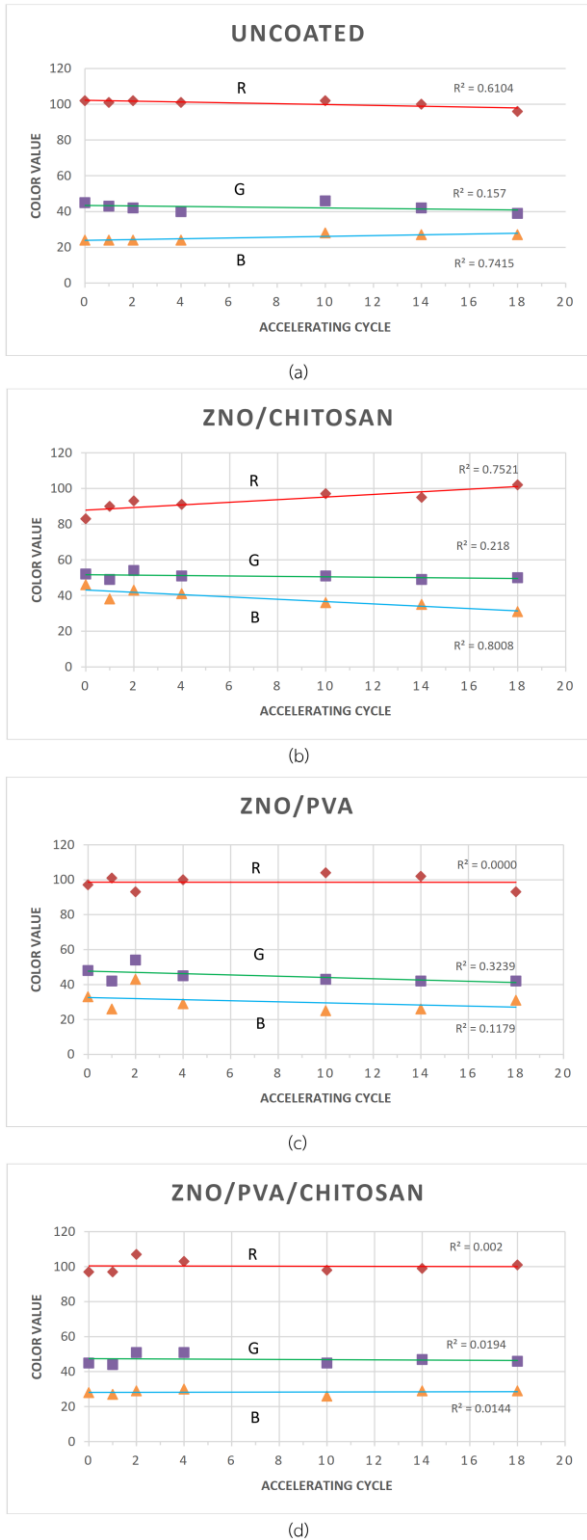 UNCOATED
120
100
80
60
40
20
0
R
G
B
R² = 0.6104
R² = 0.157
R² = 0.7415
COLOR VALUE
0 2 4 6 8 10 12 14 16 18 20
ACCELERATING CYCLE
(a)
ZNO/CHITOSAN
120
100
80
60
40
20
0
R
G
B
R² = 0.7521
R² = 0.218
R² = 0.8008
COLOR VALUE
0 2 4 6 8 10 12 14 16 18 20
ACCELERATING CYCLE
(b)
ZNO/PVA
120
100
80
60
40
20
0
R
G
B
R² = 0.0000
R² = 0.3239
R² = 0.1179
COLOR VALUE
0 2 4 6 8 10 12 14 16 18 20
ACCELERATING CYCLE
(c)
ZNO/PVA/CHITOSAN
120
100
80
60
40
20
0
R
G
B
R² = 0.002
R² = 0.0194
R² = 0.0144
COLOR VALUE
0 2 4 6 8 10 12 14 16 18 20
ACCELERATING CYCLE
(d)